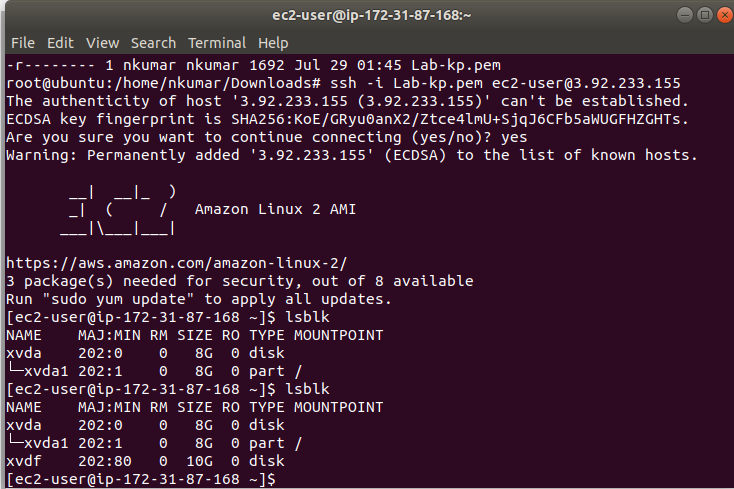 ec2-user@ip-172-31-87-168:~
File Edit View Search Terminal Help
-r-------- 1 nkumar nkumar 1692 Jul 29 01:45 Lab-kp.pem
root@ubuntu:/home/nkumar/Downloads# ssh -i Lab-kp.pem ec2-user@3.92.233.155
The authenticity of host '3.92.233.155 (3.92.233.155)' can't be established.
ECDSA key fingerprint is SHA256:KoE/GRyu0anX2/Ztce4lmU+SjqJ6CFb5aWUGFHZGHTs.
Are you sure you want to continue connecting (yes/no)? yes
Warning: Permanently added '3.92.233.155' (ECDSA) to the list of known hosts.

       __|  __|_  )
       _|  (     /   Amazon Linux 2 AMI
      ___|\___|___|

https://aws.amazon.com/amazon-linux-2/
3 package(s) needed for security, out of 8 available
Run "sudo yum update" to apply all updates.
[ec2-user@ip-172-31-87-168 ~]$ lsblk
NAME    MAJ:MIN RM SIZE RO TYPE MOUNTPOINT
xvda    202:0    0   8G  0 disk
└─xvda1 202:1    0   8G  0 part /
[ec2-user@ip-172-31-87-168 ~]$ lsblk
NAME    MAJ:MIN RM SIZE RO TYPE MOUNTPOINT
xvda    202:0    0   8G  0 disk
└─xvda1 202:1    0   8G  0 part /
xvdf    202:80   0  10G  0 disk
[ec2-user@ip-172-31-87-168 ~]$